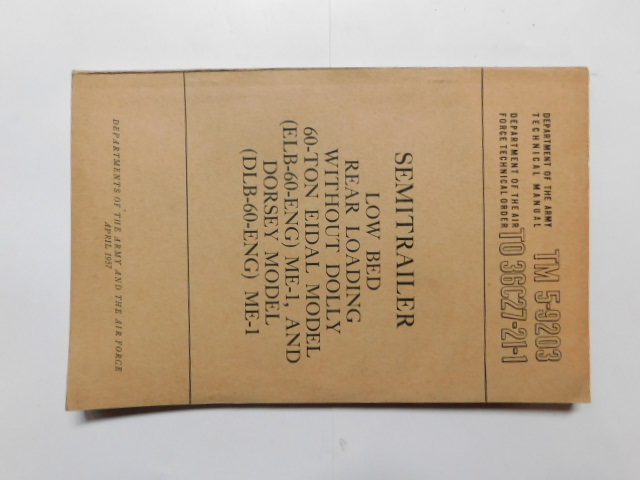 DEPARTMENT OF THE ARMY
TECHNICAL MANUAL
TM 5-9203
DEPARTMENT OF THE AIR
FORCE TECHNICAL ORDER
TO 36C27-21-1
SEMITRAILER
LOW BED
REAR LOADING
WITHOUT DOLLY
60-TON EIDAL MODEL
(ELB-60-ENG) ME-1, AND
DORSEY MODEL
(DLB-60-ENG) ME-1
DEPARTMENTS OF THE ARMY AND THE AIR FORCE
APRIL 1957